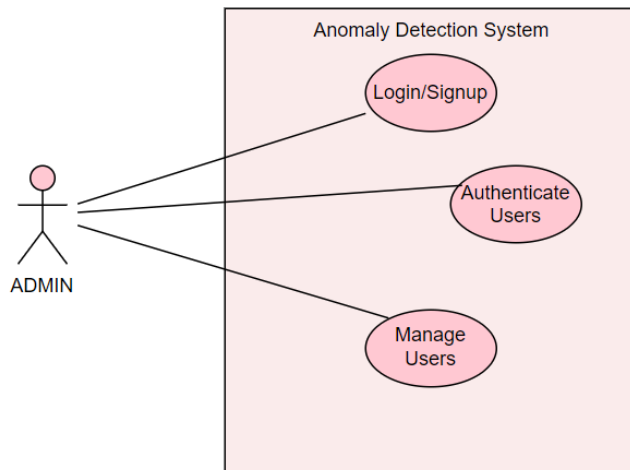 Anomaly Detection System
Login/Signup
Authenticate
Users
ADMIN
Manage
Users